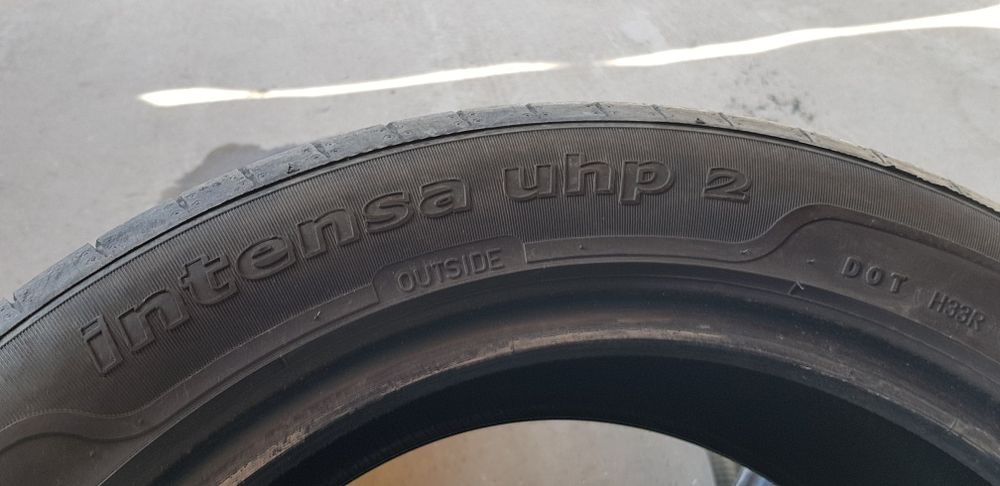 intensa uhp 2
OUTSIDE
DOT H33R